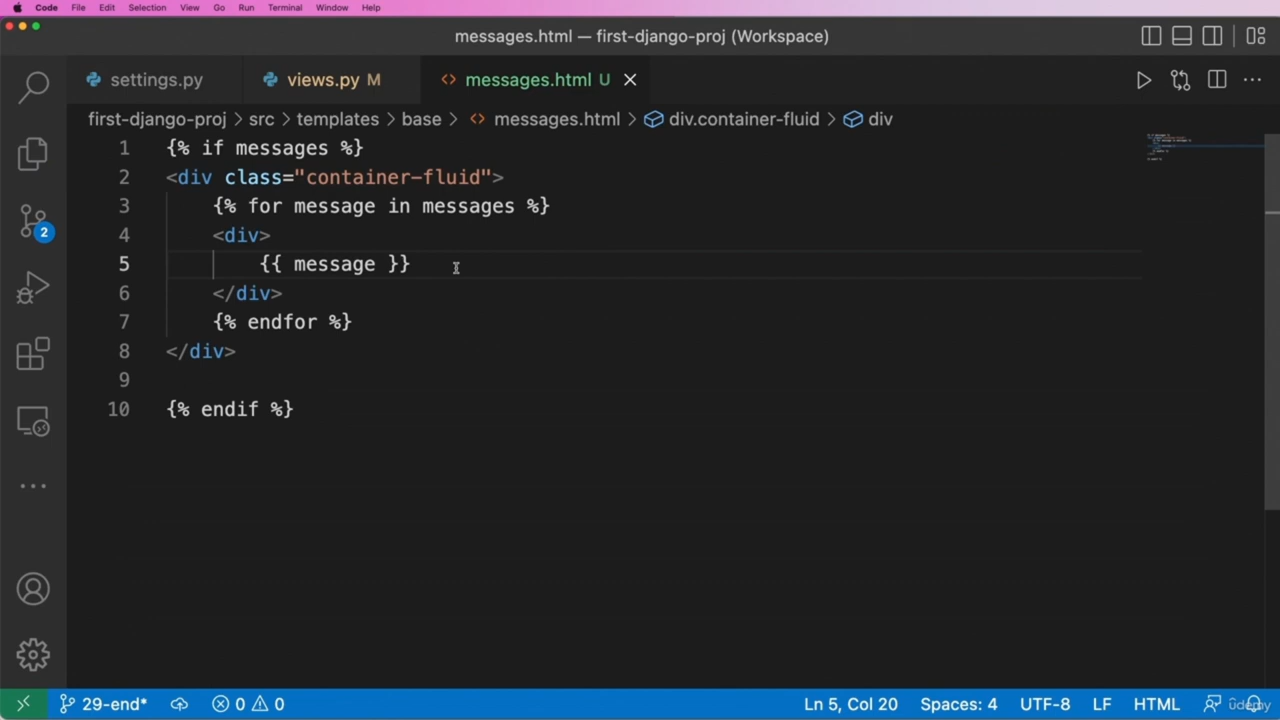 Code File Edit Selection View Go Run Terminal Window Help
messages.html — first-django-proj (Workspace)
settings.py views.py M messages.html U
first-django-proj > src > templates > base > messages.html > div.container-fluid > div
1 {% if messages %}
2 <div class="container-fluid">
3 {% for message in messages %}
4 <div>
5 {{ message }}
6 </div>
7 {% endfor %}
8 </div>
9
10 {% endif %}
2
29-end* 0 0 Ln 5, Col 20 Spaces: 4 UTF-8 LF HTML
udemy